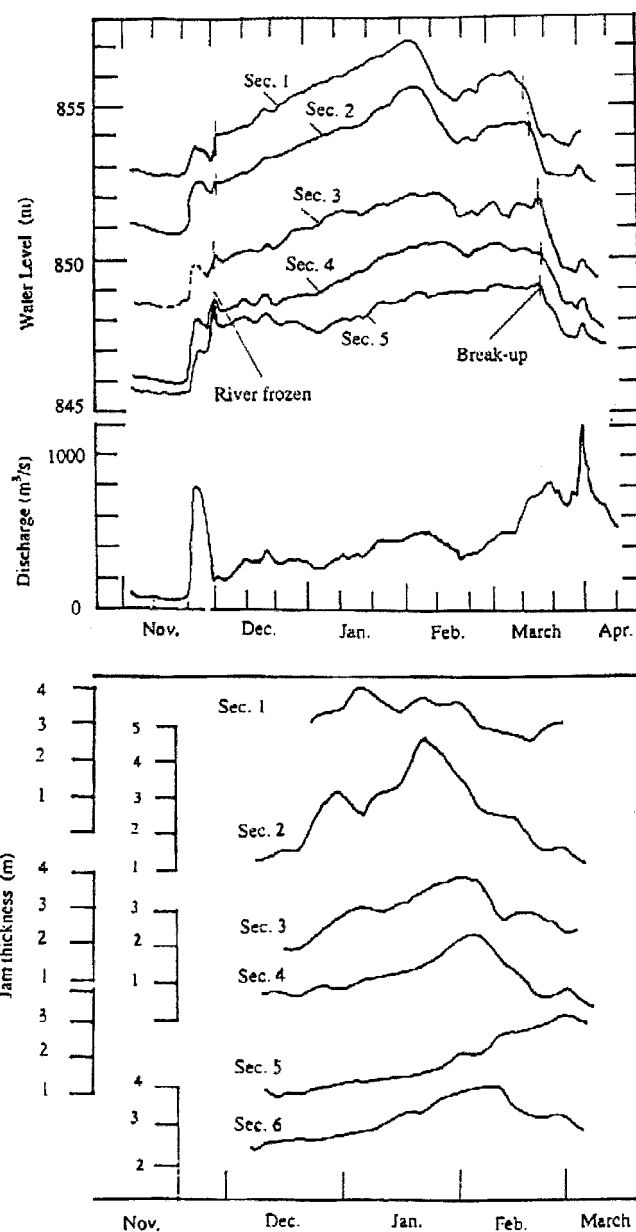 Water Level (m)
855
850
845
Sec. 1
Sec. 2
Sec. 3
Sec. 4
Sec. 5
River frozen
Break-up
Discharge (m³/s)
1000
0
Nov. Dec. Jan. Feb. March Apr.
Jam thickness (m)
4
3
2
1
Sec. 1
5
4
3
2
1
Sec. 2
4
3
2
1
Sec. 3
3
2
1
Sec. 4
3
2
1
Sec. 5
4
3
2
Sec. 6
Nov. Dec. Jan. Feb. March